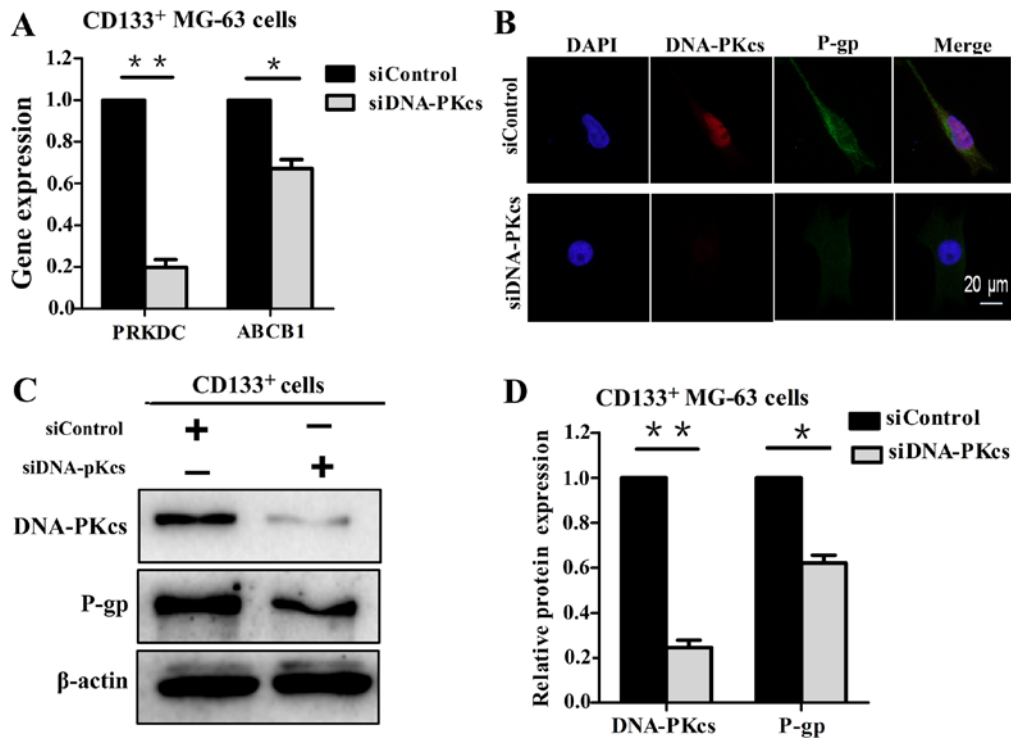 A
CD133+ MG-63 cells
Gene expression
1.2
1.0
0.8
0.6
0.4
0.2
0.0
* *
*
siControl
siDNA-PKcs
PRKDC
ABCB1
B
DAPI
DNA-PKcs
P-gp
Merge
siControl
siDNA-PKcs
20 μm
C
CD133+ cells
siControl
+
–
siDNA-pKcs
–
+
DNA-PKcs
P-gp
β-actin
D
CD133+ MG-63 cells
Relative protein expression
1.2
1.0
0.8
0.6
0.4
0.2
0.0
* *
*
siControl
siDNA-PKcs
DNA-PKcs
P-gp